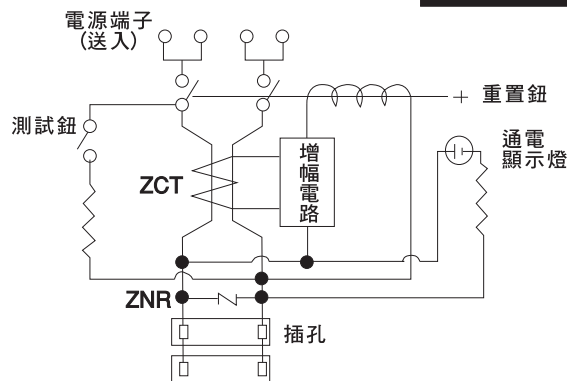 電源端子
(送入)
重置鈕
測試鈕
通電
顯示燈
增幅電路
ZCT
ZNR
插孔